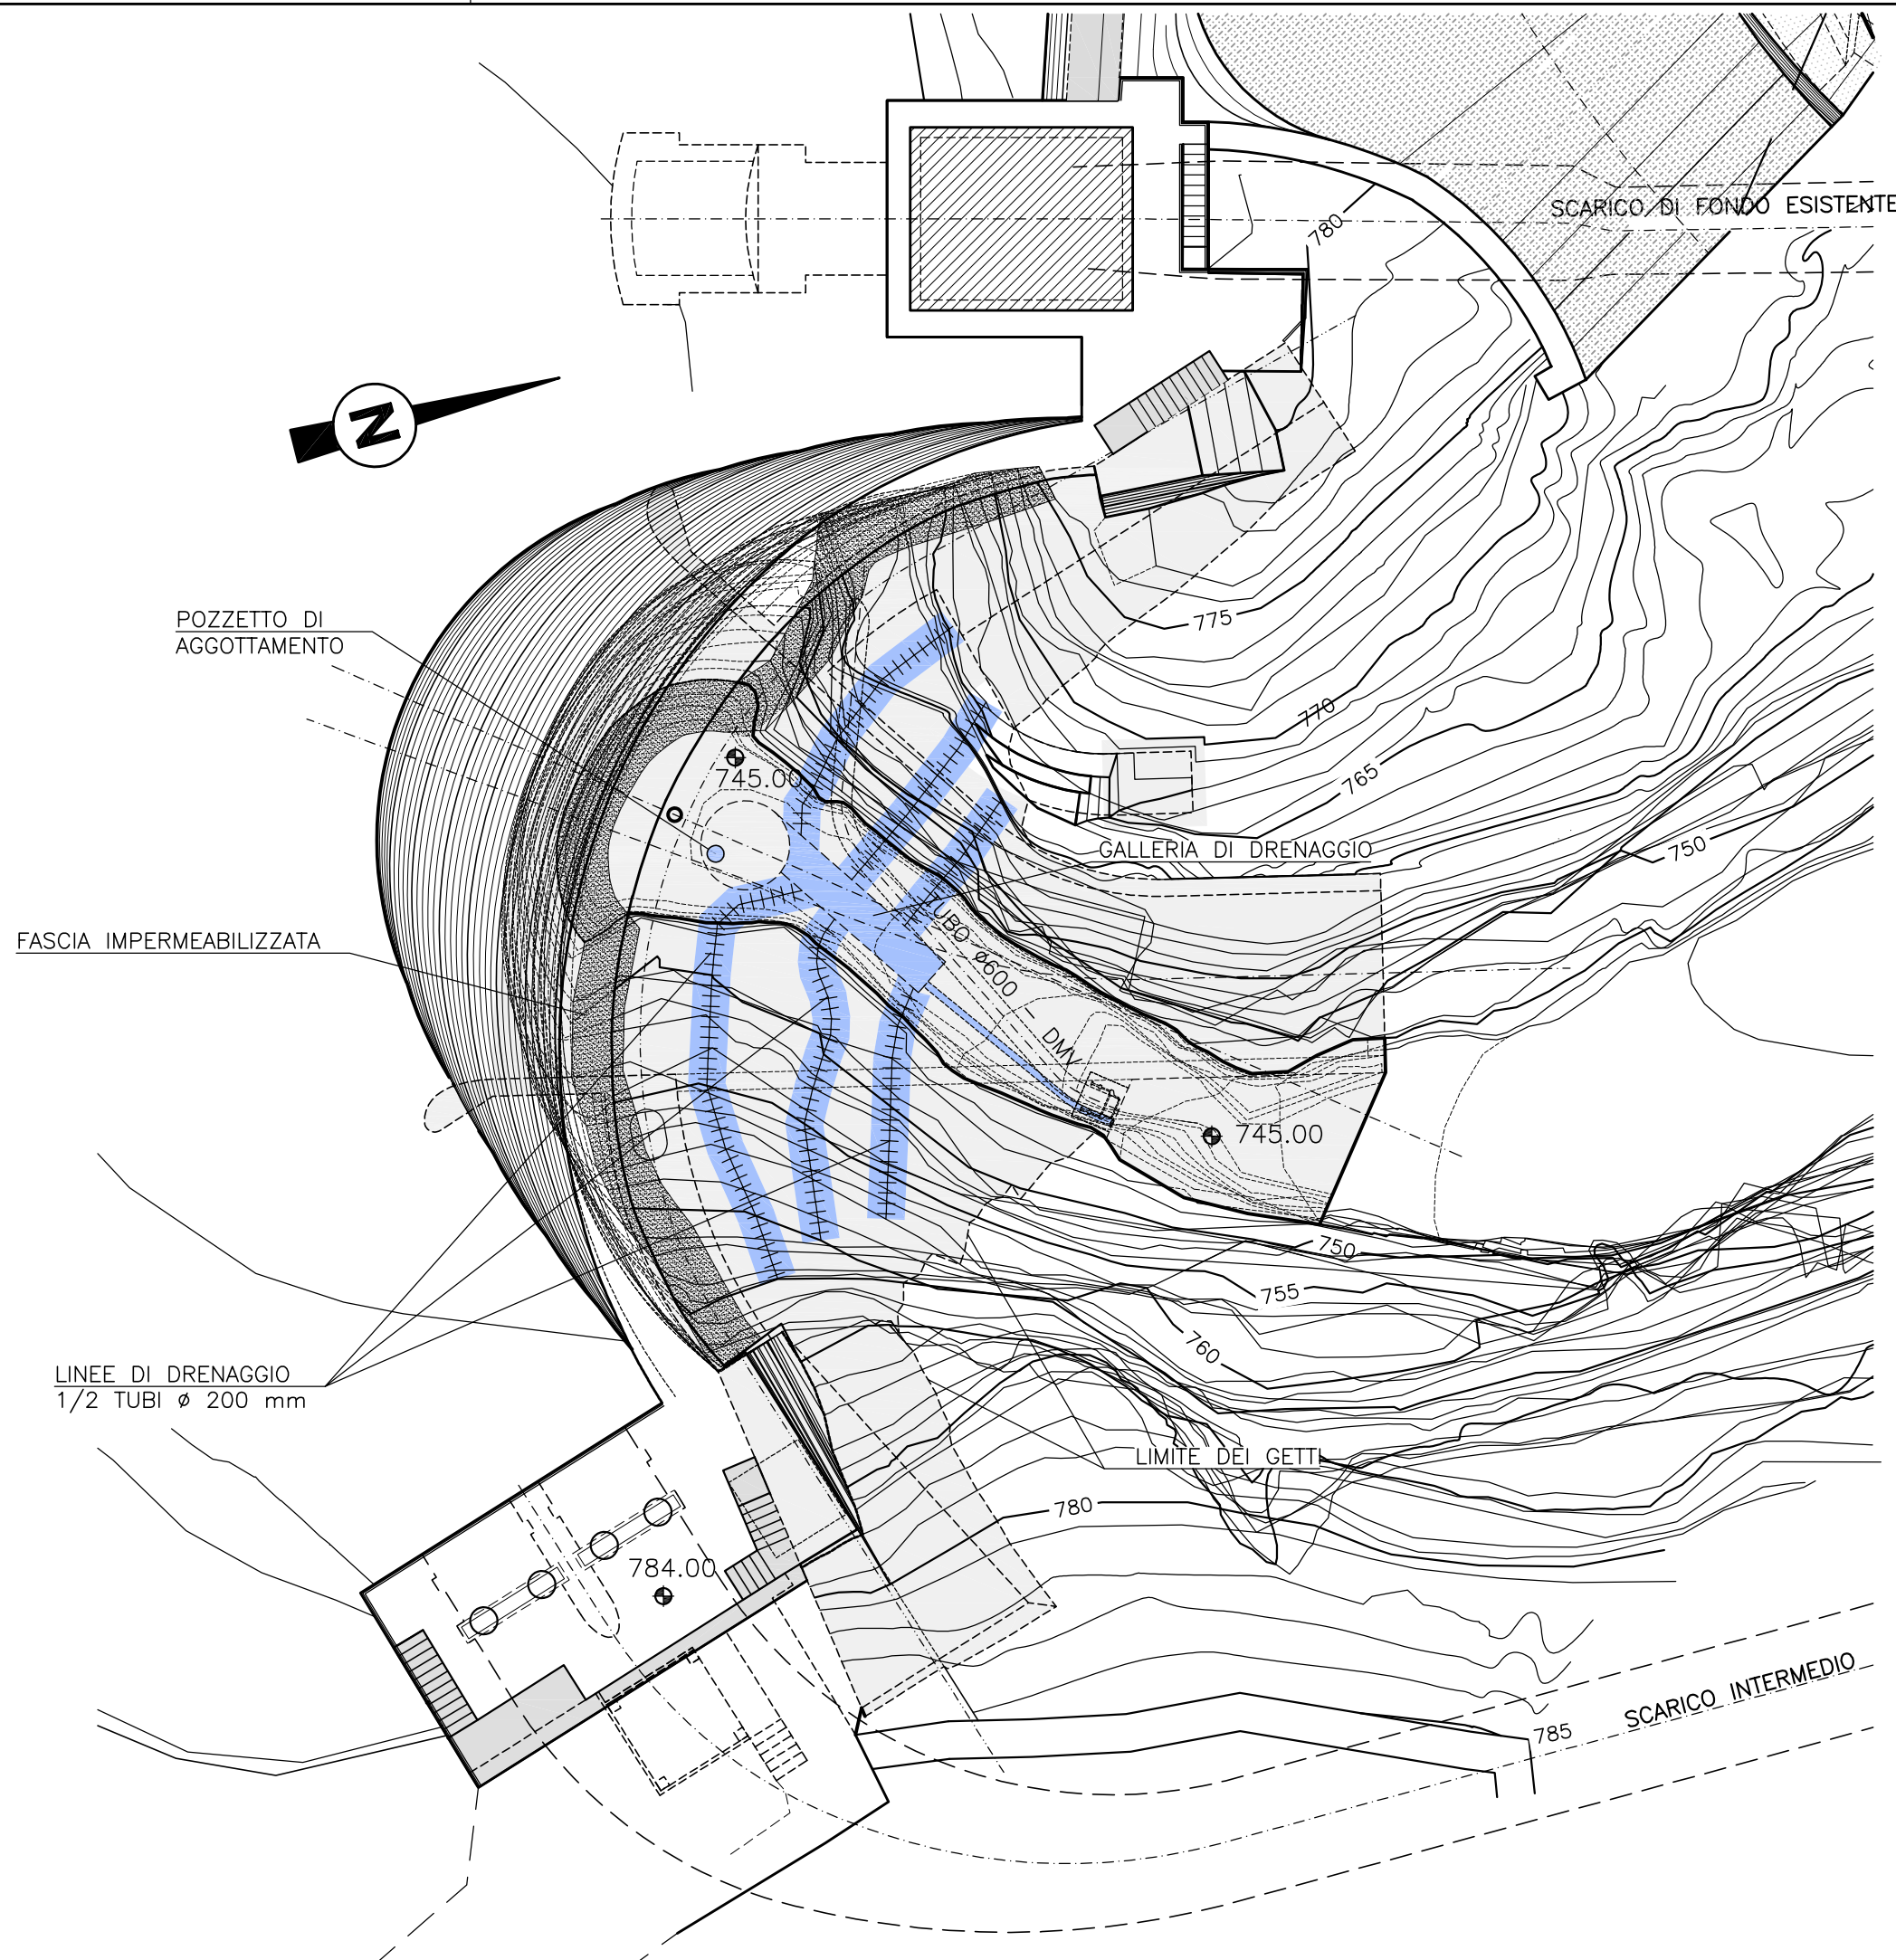 SCARICO DI FONDO ESISTENTE
780
N
POZZETTO DI
AGGOTTAMENTO
775
770
745.00
765
GALLERIA DI DRENAGGIO
750
FASCIA IMPERMEABILIZZATA
UBO ø600
DMV
745.00
750
755
760
LINEE DI DRENAGGIO
1/2 TUBI ø 200 mm
LIMITE DEI GETTI
780
784.00
SCARICO INTERMEDIO
785